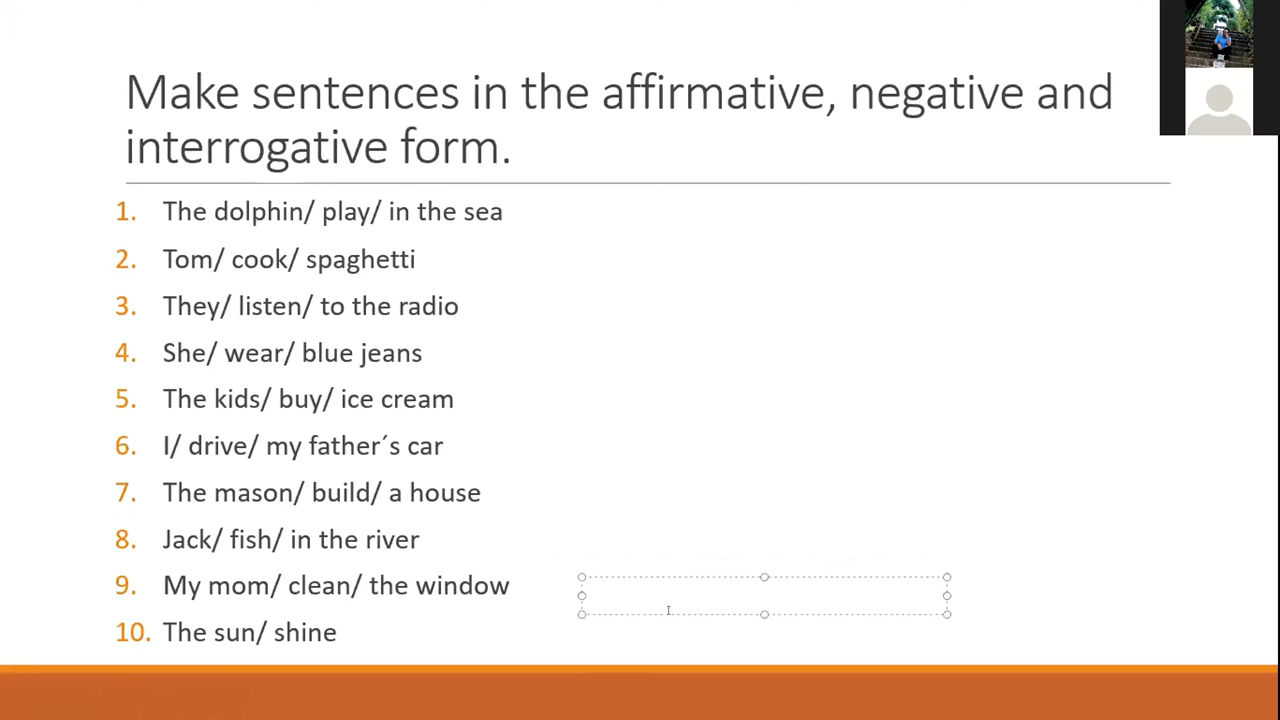 Make sentences in the affirmative, negative and
interrogative form.
1. The dolphin/ play/ in the sea
2. Tom/ cook/ spaghetti
3. They/ listen/ to the radio
4. She/ wear/ blue jeans
5. The kids/ buy/ ice cream
6. I/ drive/ my father´s car
7. The mason/ build/ a house
8. Jack/ fish/ in the river
9. My mom/ clean/ the window
10. The sun/ shine